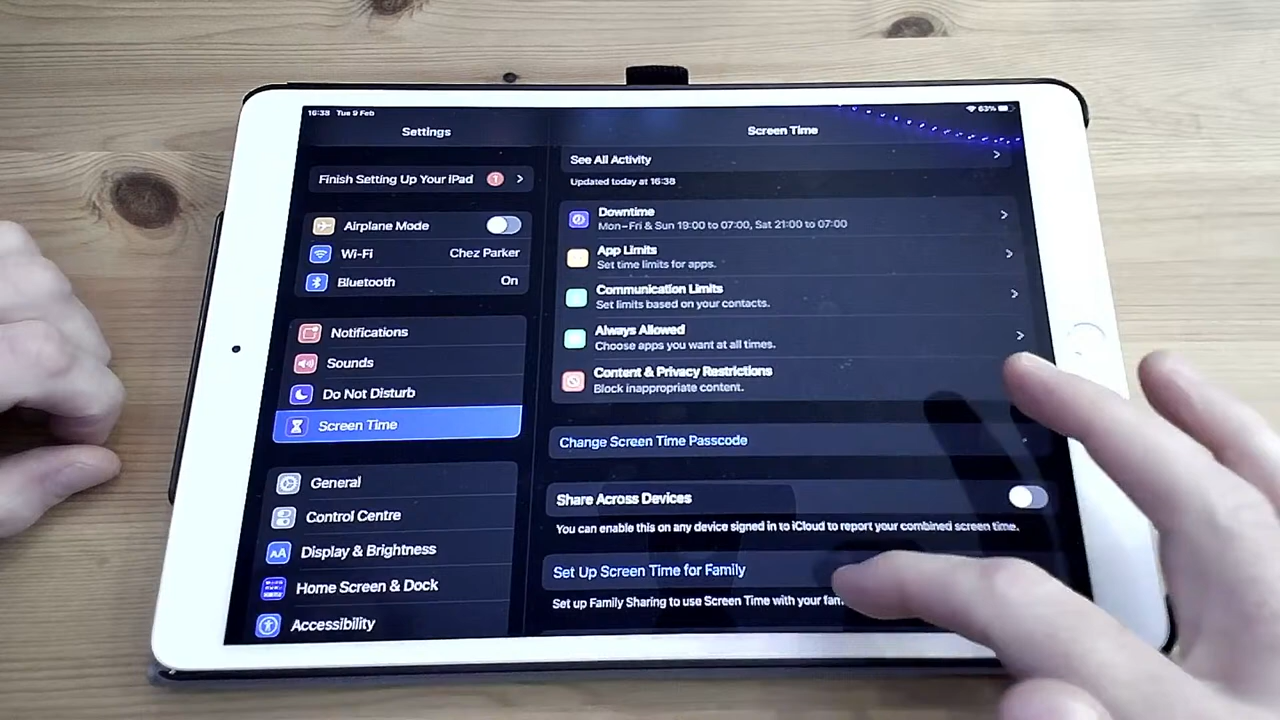 16:38 Tue 9 Feb
63%
Settings
Finish Setting Up Your iPad 1
Airplane Mode
Wi-Fi Chez Parker
Bluetooth On
Notifications
Sounds
Do Not Disturb
Screen Time
General
Control Centre
AA Display & Brightness
Home Screen & Dock
Accessibility
Screen Time
See All Activity
Updated today at 16:38
Downtime
Mon–Fri & Sun 19:00 to 07:00, Sat 21:00 to 07:00
App Limits
Set time limits for apps.
Communication Limits
Set limits based on your contacts.
Always Allowed
Choose apps you want at all times.
Content & Privacy Restrictions
Block inappropriate content.
Change Screen Time Passcode
Share Across Devices
You can enable this on any device signed in to iCloud to report your combined screen time.
Set Up Screen Time for Family
Set up Family Sharing to use Screen Time with your